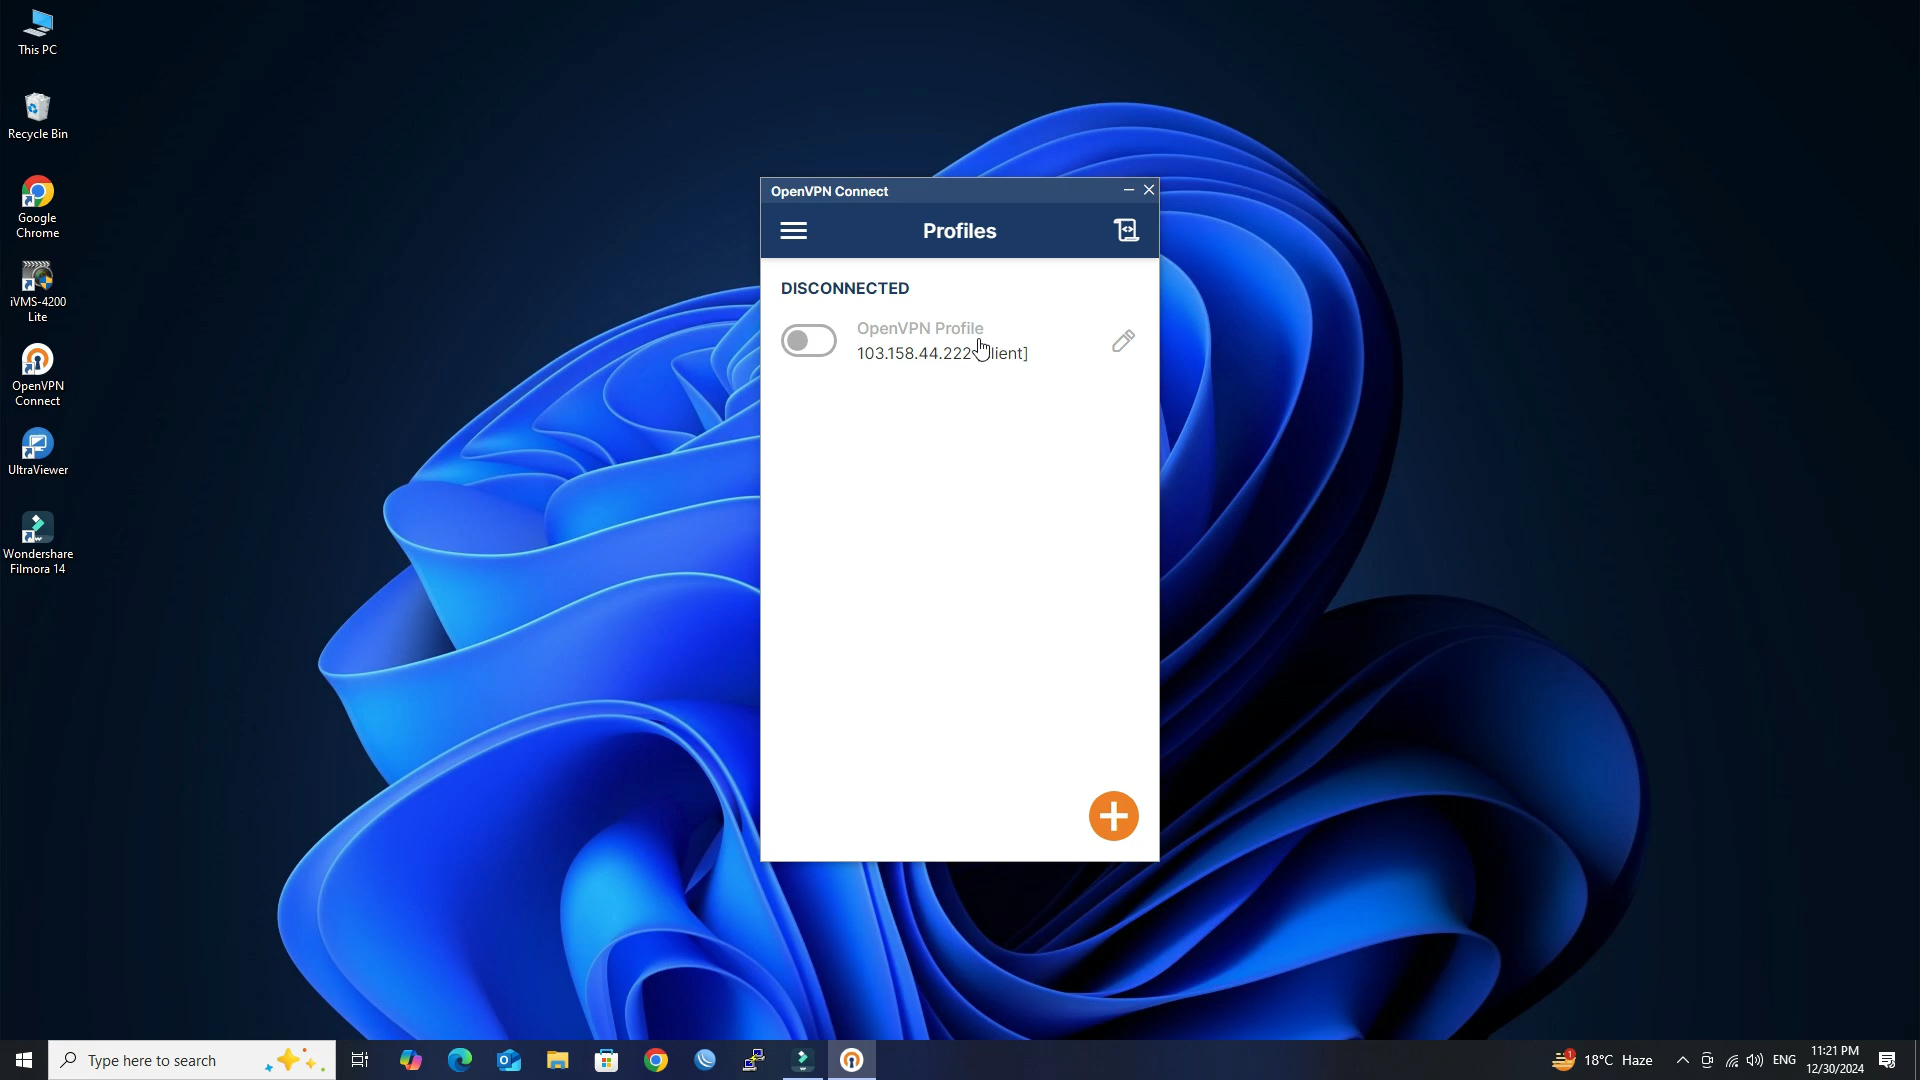 This PC
Recycle Bin
Google
Chrome
iVMS-4200
Lite
OpenVPN
Connect
UltraViewer
Wondershare
Filmora 14
OpenVPN Connect
Profiles
DISCONNECTED
OpenVPN Profile
103.158.44.222 lient]
Type here to search
1
18°C Haze
ENG
11:21 PM
12/30/2024